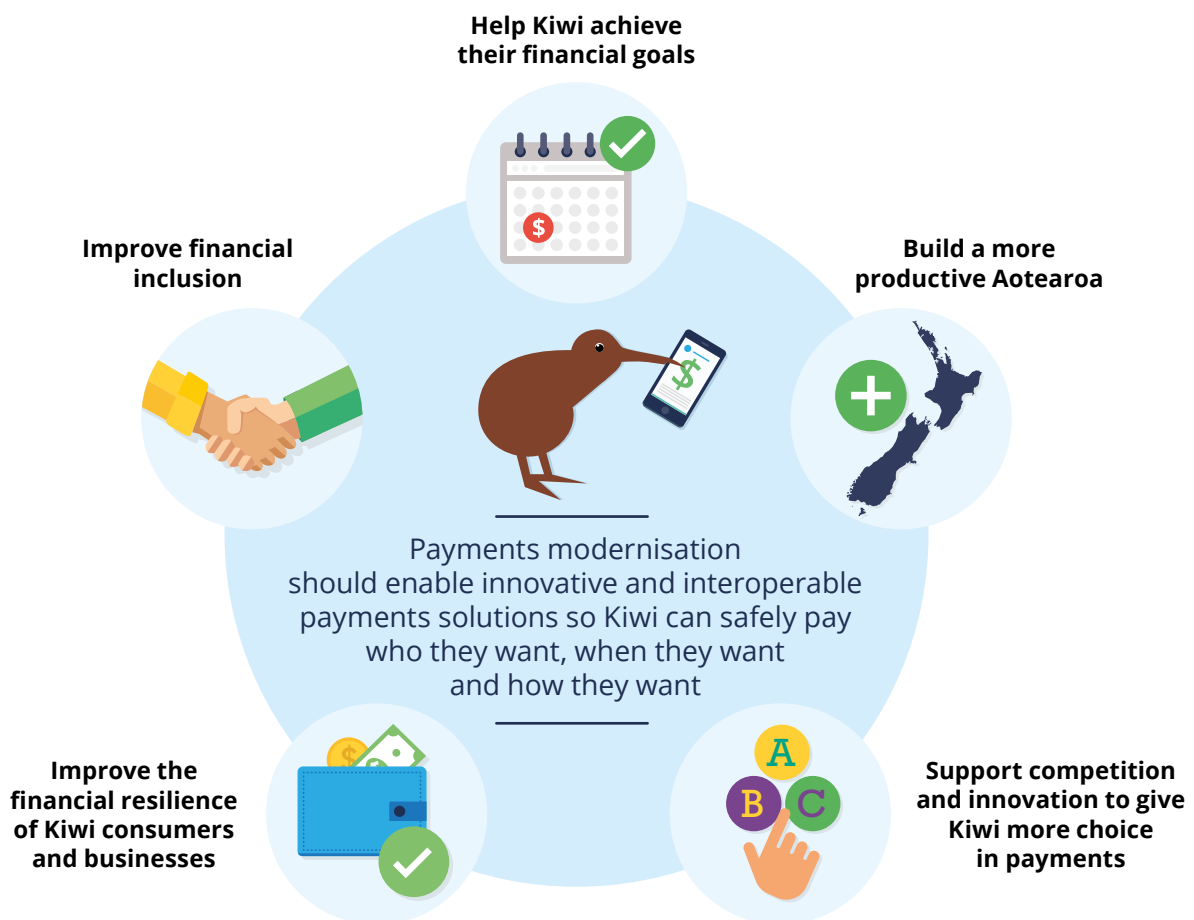 Help Kiwi achieve
their financial goals
$
Improve financial
inclusion
Build a more
productive Aotearoa
$
Payments modernisation
should enable innovative and interoperable
payments solutions so Kiwi can safely pay
who they want, when they want
and how they want
Improve the
financial resilience
of Kiwi consumers
and businesses
$
A
B C
Support competition
and innovation to give
Kiwi more choice
in payments